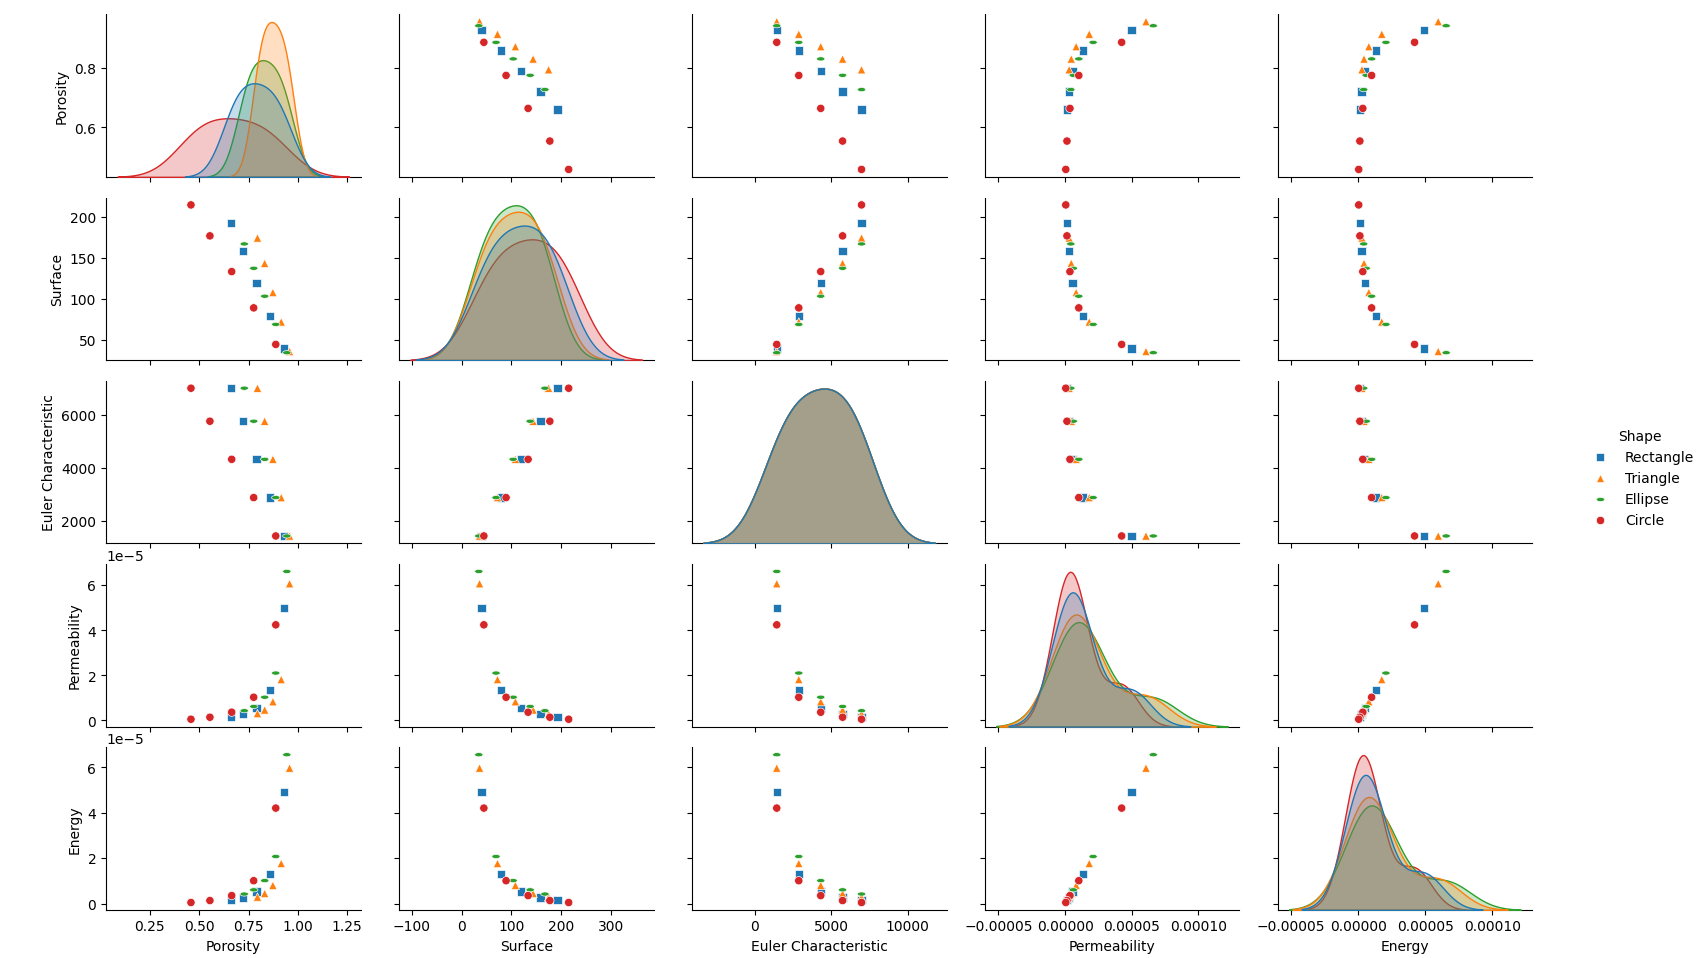 Porosity
0.8
0.6
Surface
200
150
100
50
Euler Characteristic
6000
4000
2000
Shape
Rectangle
Triangle
Ellipse
Circle
1e−5
Permeability
6
4
2
0
1e−5
Energy
6
4
2
0
0.25 0.50 0.75 1.00 1.25
Porosity
−100 0 100 200 300
Surface
0 5000 10000
Euler Characteristic
−0.00005 0.00000 0.00005 0.00010
Permeability
−0.00005 0.00000 0.00005 0.00010
Energy